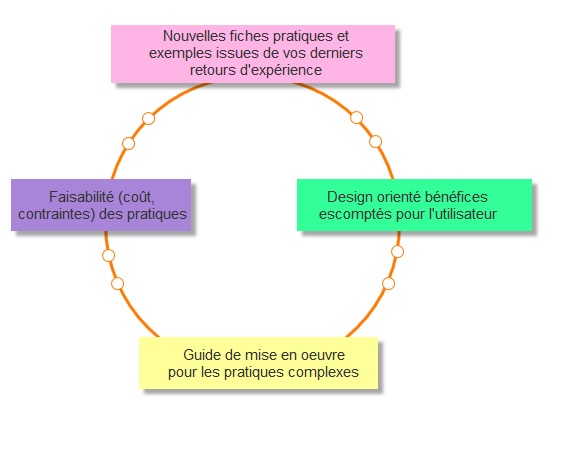 Nouvelles fiches pratiques et
exemples issues de vos derniers
retours d'expérience
Faisabilité (coût,
contraintes) des pratiques
Design orienté bénéfices
escomptés pour l'utilisateur
Guide de mise en oeuvre
pour les pratiques complexes